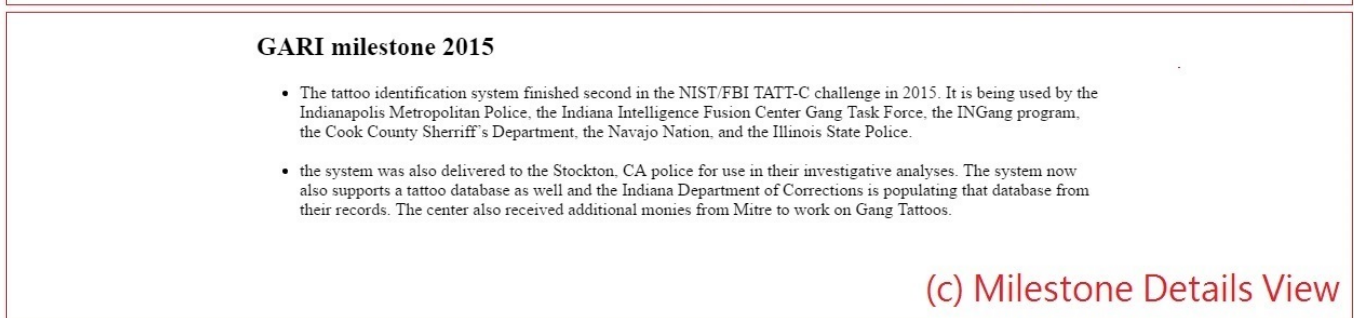 GARI milestone 2015
• The tattoo identification system finished second in the NIST/FBI TATT-C challenge in 2015. It is being used by the
Indianapolis Metropolitan Police, the Indiana Intelligence Fusion Center Gang Task Force, the INGang program,
the Cook County Sherriff's Department, the Navajo Nation, and the Illinois State Police.
• the system was also delivered to the Stockton, CA police for use in their investigative analyses. The system now
also supports a tattoo database as well and the Indiana Department of Corrections is populating that database from
their records. The center also received additional monies from Mitre to work on Gang Tattoos.
(c) Milestone Details View